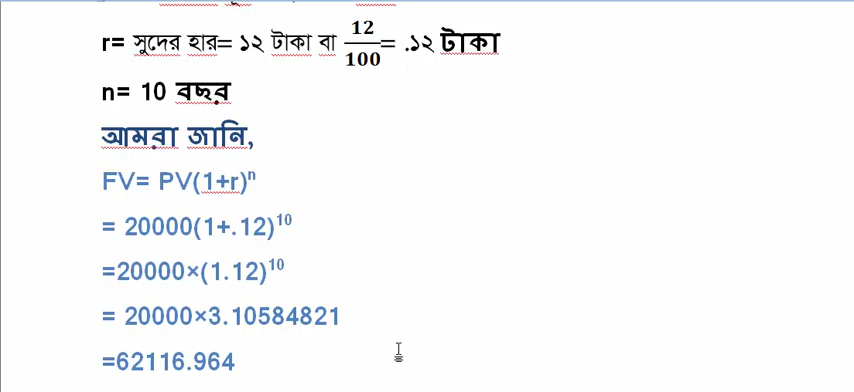 r= সুদের হার= ১২ টাকা বা 12/100= .১২ টাকা
n= 10 বছর
আমরা জানি,
FV= PV(1+r)ⁿ
= 20000(1+.12)¹⁰
=20000×(1.12)¹⁰
= 20000×3.10584821
=62116.964